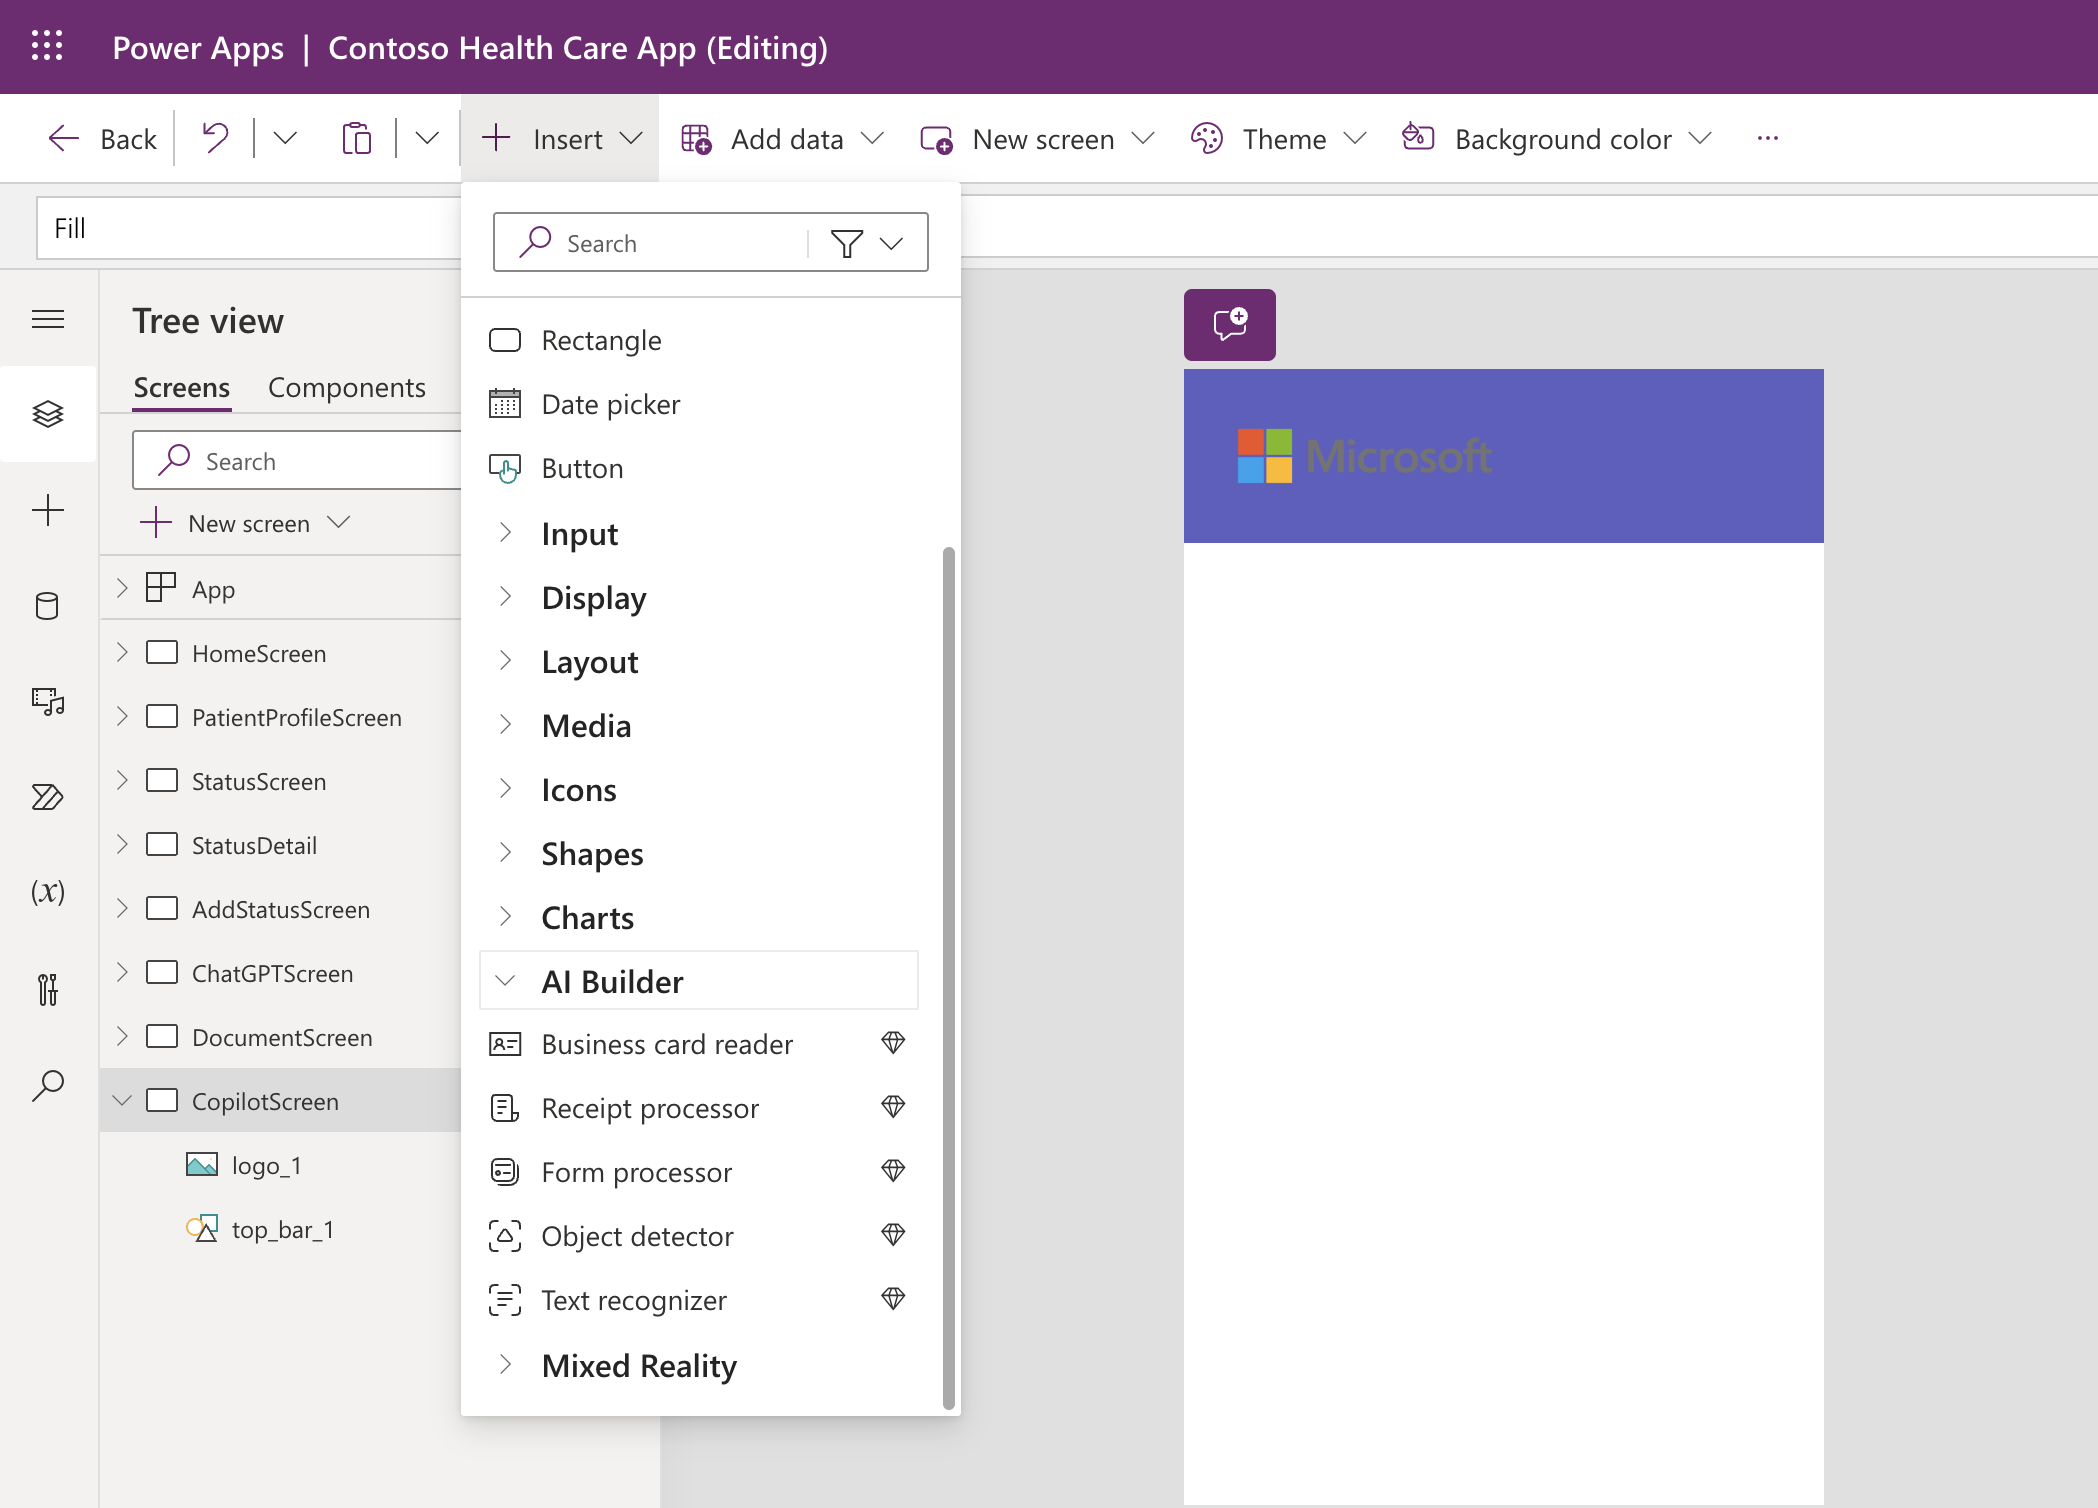 Power Apps | Contoso Health Care App (Editing)
Back
Insert
Add data
New screen
Theme
Background color
Fill
Search
Tree view
Screens
Components
Search
New screen
App
HomeScreen
PatientProfileScreen
StatusScreen
StatusDetail
AddStatusScreen
ChatGPTScreen
DocumentScreen
CopilotScreen
logo_1
top_bar_1
Rectangle
Date picker
Button
Input
Display
Layout
Media
Icons
Shapes
Charts
AI Builder
Business card reader
Receipt processor
Form processor
Object detector
Text recognizer
Mixed Reality
Microsoft
(x)